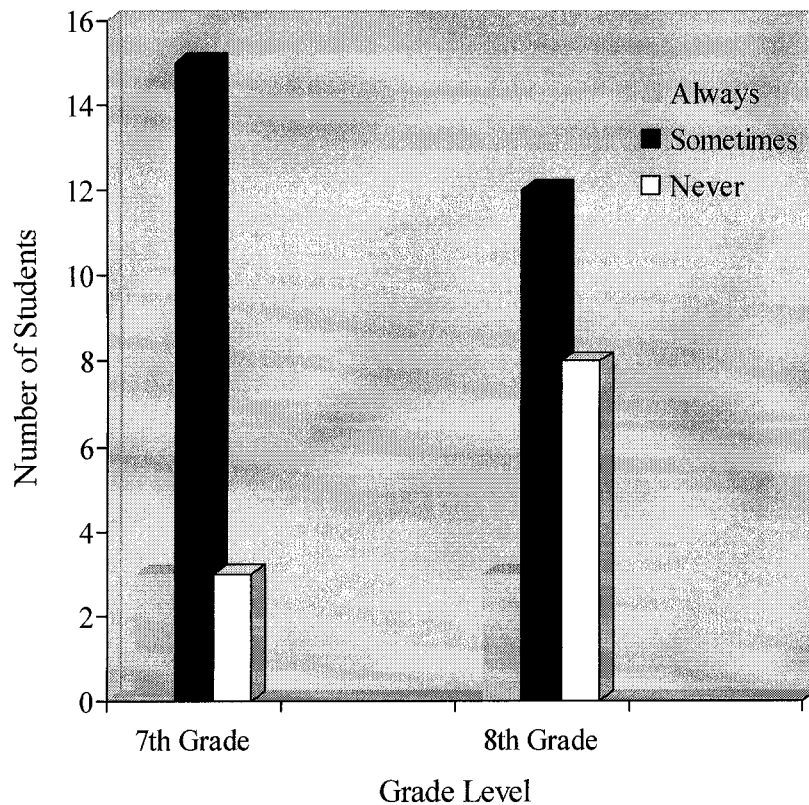 16
14
12
10
8
6
4
2
0
Number of Students
Always
Sometimes
Never
7th Grade
8th Grade
Grade Level